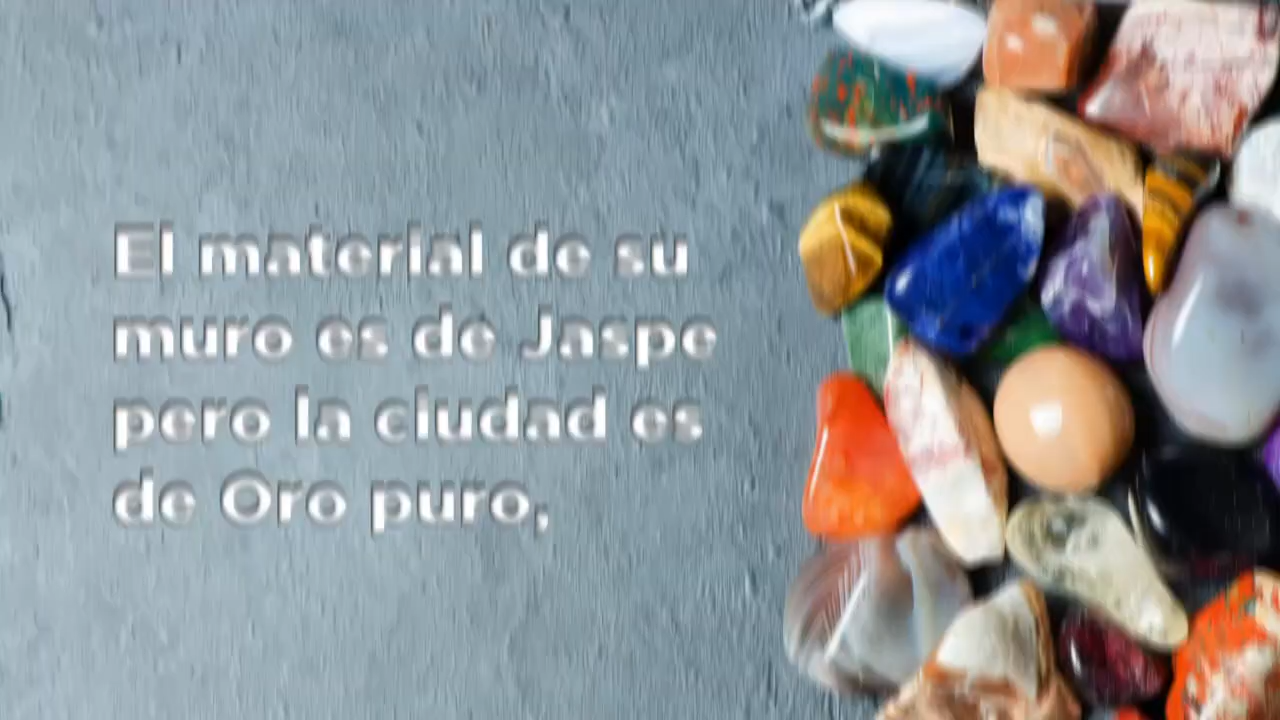 El material de su
muro es de Jaspe
pero la ciudad es
de Oro puro,